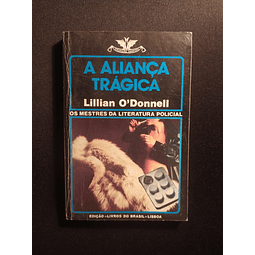 A ALIANÇA
TRÁGICA
Lillian O'Donnell
OS MESTRES DA LITERATURA POLICIAL
EDIÇÃO - LIVROS DO BRASIL - LISBOA